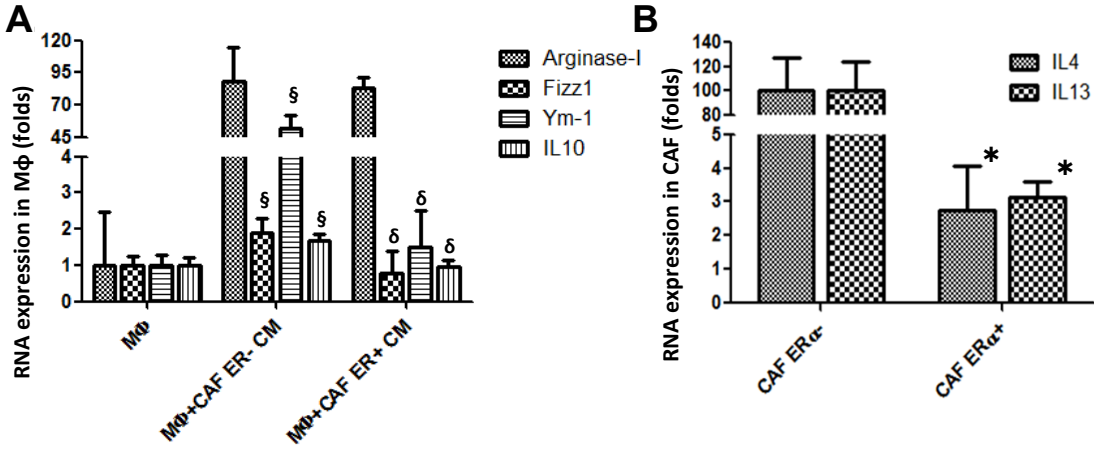 A
RNA expression in MΦ (folds)
120
95
70
45
4
3
2
1
0
§
§
§
δ
δ
δ
MΦ
MΦ+CAF ER- CM
MΦ+CAF ER+ CM
Arginase-I
Fizz1
Ym-1
IL10
B
RNA expression in CAF (folds)
140
120
100
80
5
4
3
2
1
0
*
*
CAF ERα-
CAF ERα+
IL4
IL13